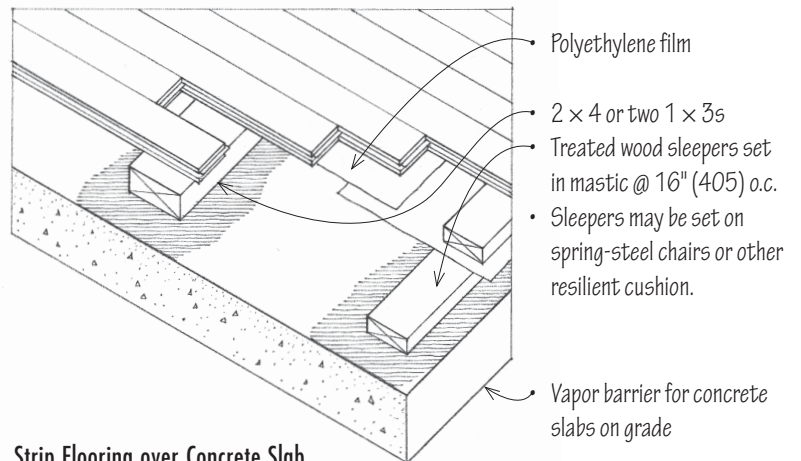 • Polyethylene film
• 2 × 4 or two 1 × 3s
• Treated wood sleepers set
in mastic @ 16" (405) o.c.
• Sleepers may be set on
spring-steel chairs or other
resilient cushion.
• Vapor barrier for concrete
slabs on grade
Strip Flooring over Concrete Slab